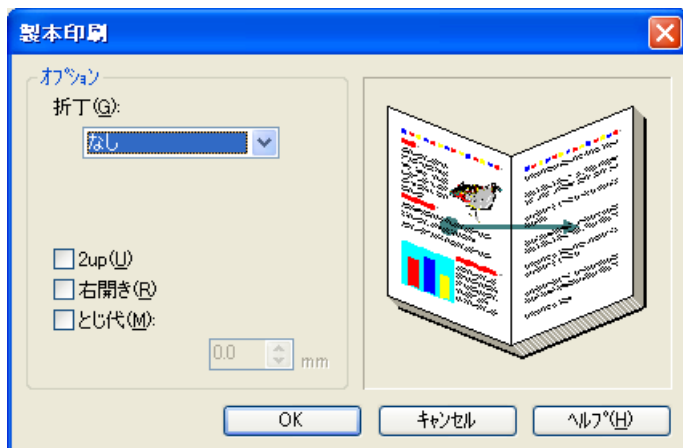 製本印刷
オプション
折丁(G):
なし
2up(U)
右開き(R)
とじ代(M):
0.0 mm
OK
キャンセル
ヘルプ(H)